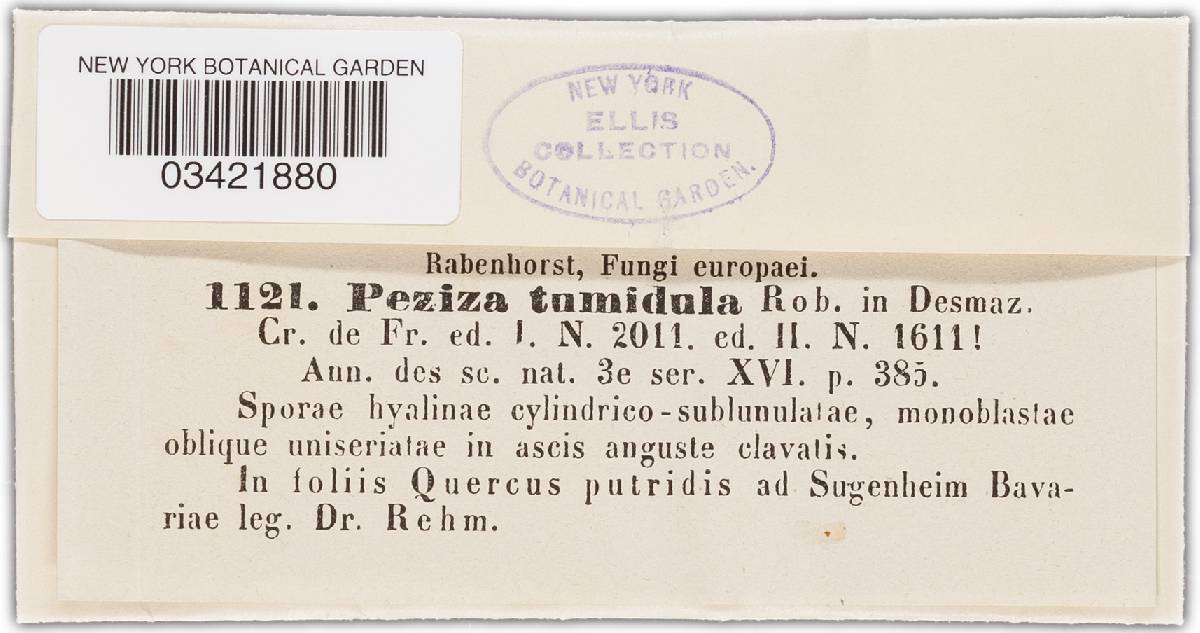 NEW YORK BOTANICAL GARDEN
03421880
NEW YORK
ELLIS
COLLECTION
BOTANICAL GARDEN.
Rabenhorst, Fungi europaei.
1121. Peziza tumidula Rob. in Desmaz.
Cr. de Fr. ed. I. N. 2011. ed. II. N. 1611!
Ann. des sc. nat. 3e ser. XVI. p. 385.
Sporae hyalinae cylindrico-sublunulatae, monoblastae
oblique uniseriatae in ascis anguste clavatis.
In foliis Quercus putridis ad Sugenheim Bava-
riae leg. Dr. Rehm.